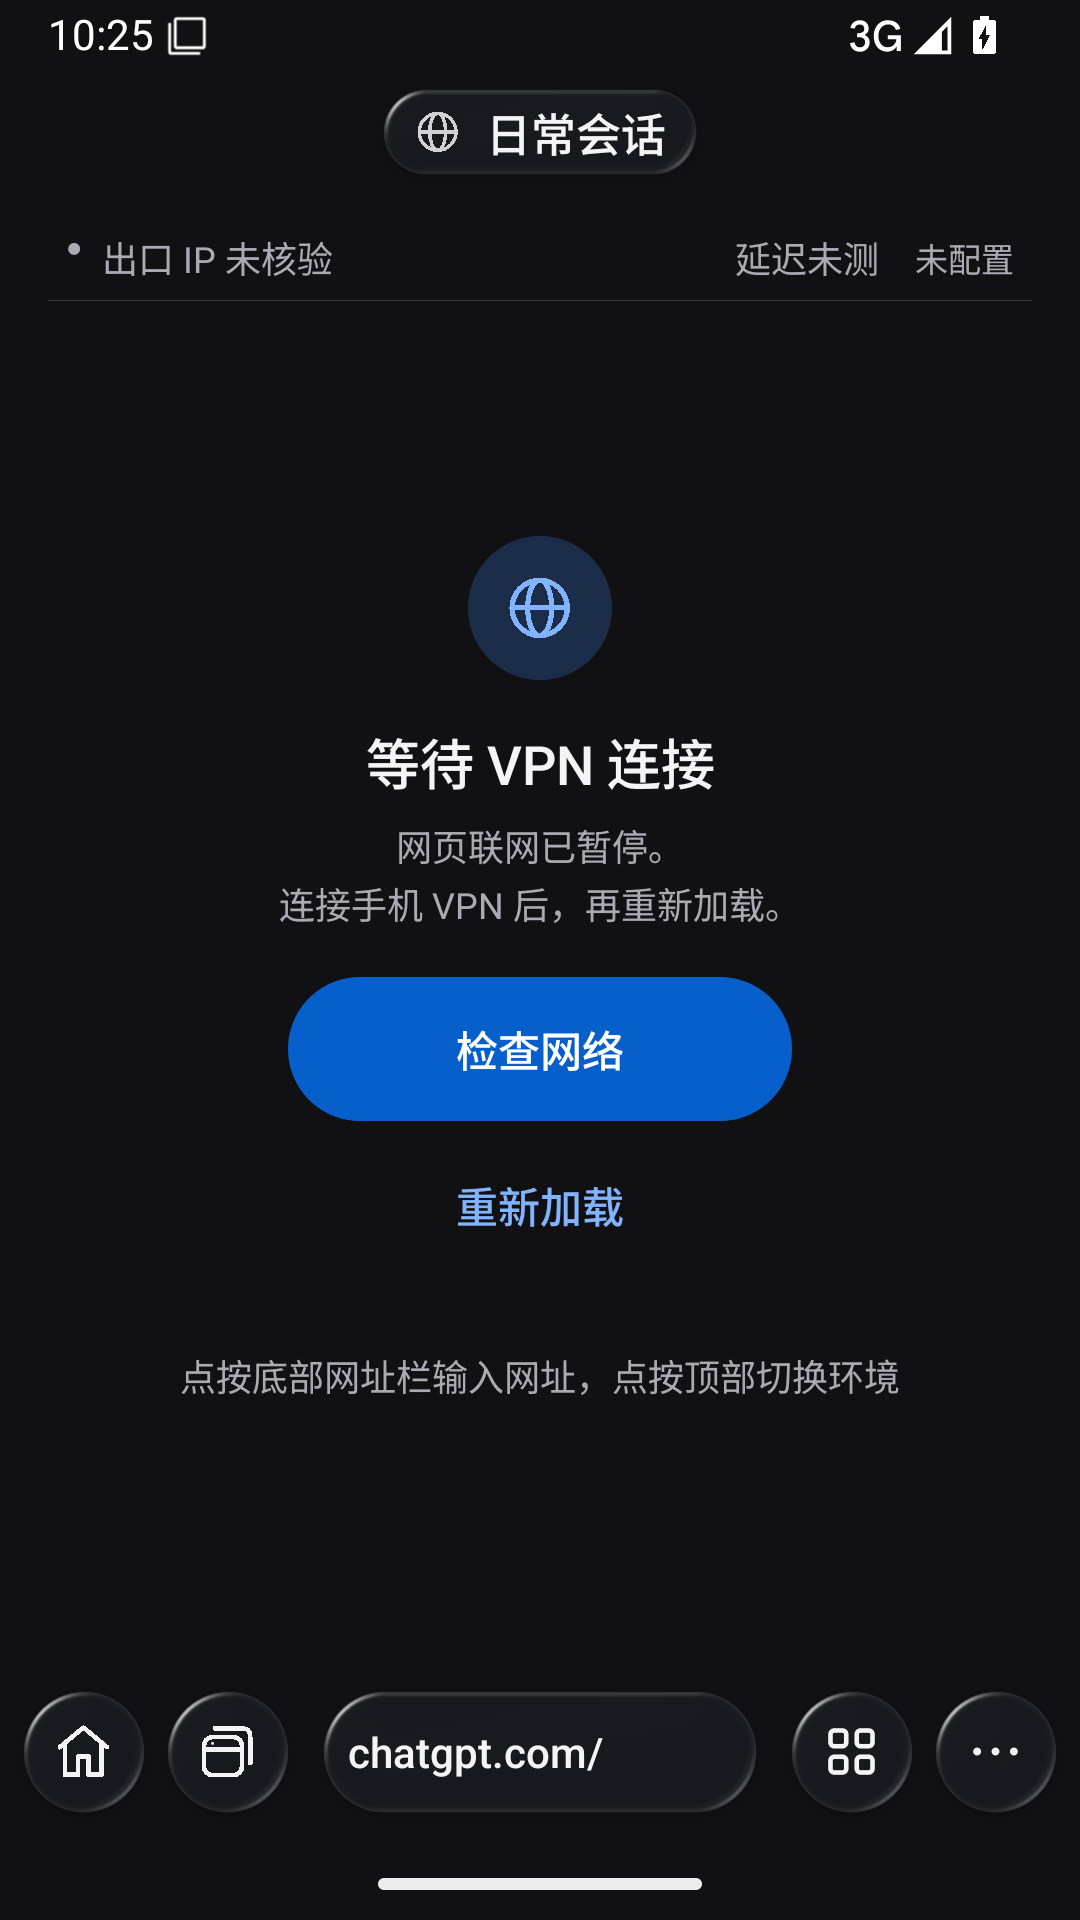 10:25
3G
日常会话
出口 IP 未核验
延迟未测
未配置
等待 VPN 连接
网页联网已暂停。
连接手机 VPN 后，再重新加载。
检查网络
重新加载
点按底部网址栏输入网址，点按顶部切换环境
chatgpt.com/